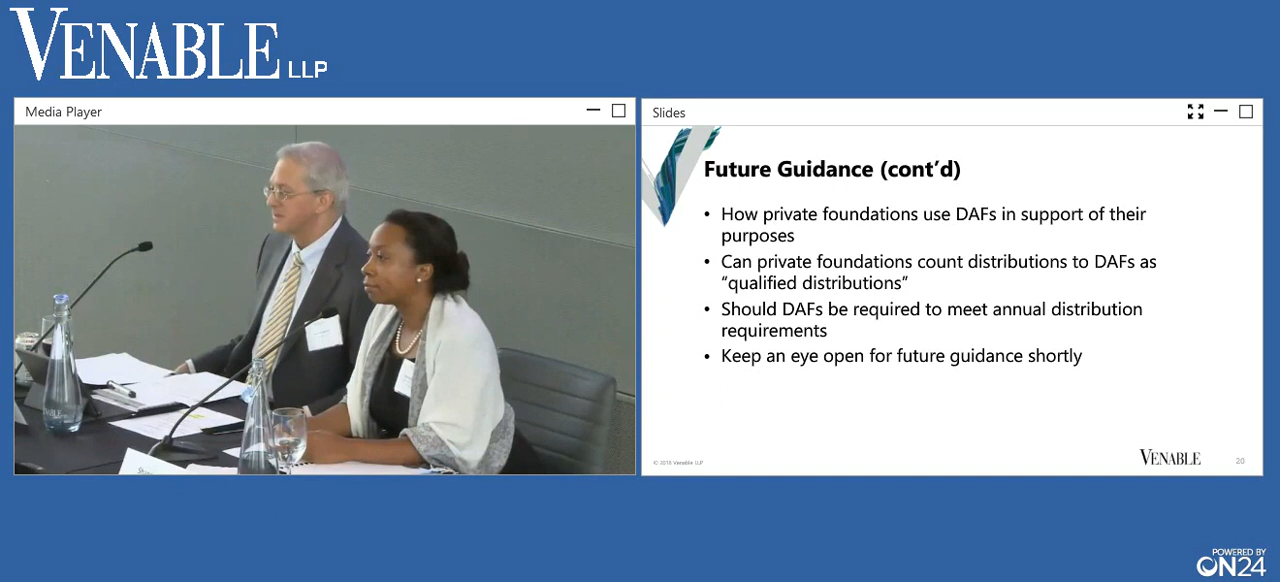 VENABLE LLP
Media Player
Slides
Future Guidance (cont’d)
• How private foundations use DAFs in support of their
purposes
• Can private foundations count distributions to DAFs as
“qualified distributions”
• Should DAFs be required to meet annual distribution
requirements
• Keep an eye open for future guidance shortly
© 2018 Venable LLP
VENABLE
20
POWERED BY
ON24